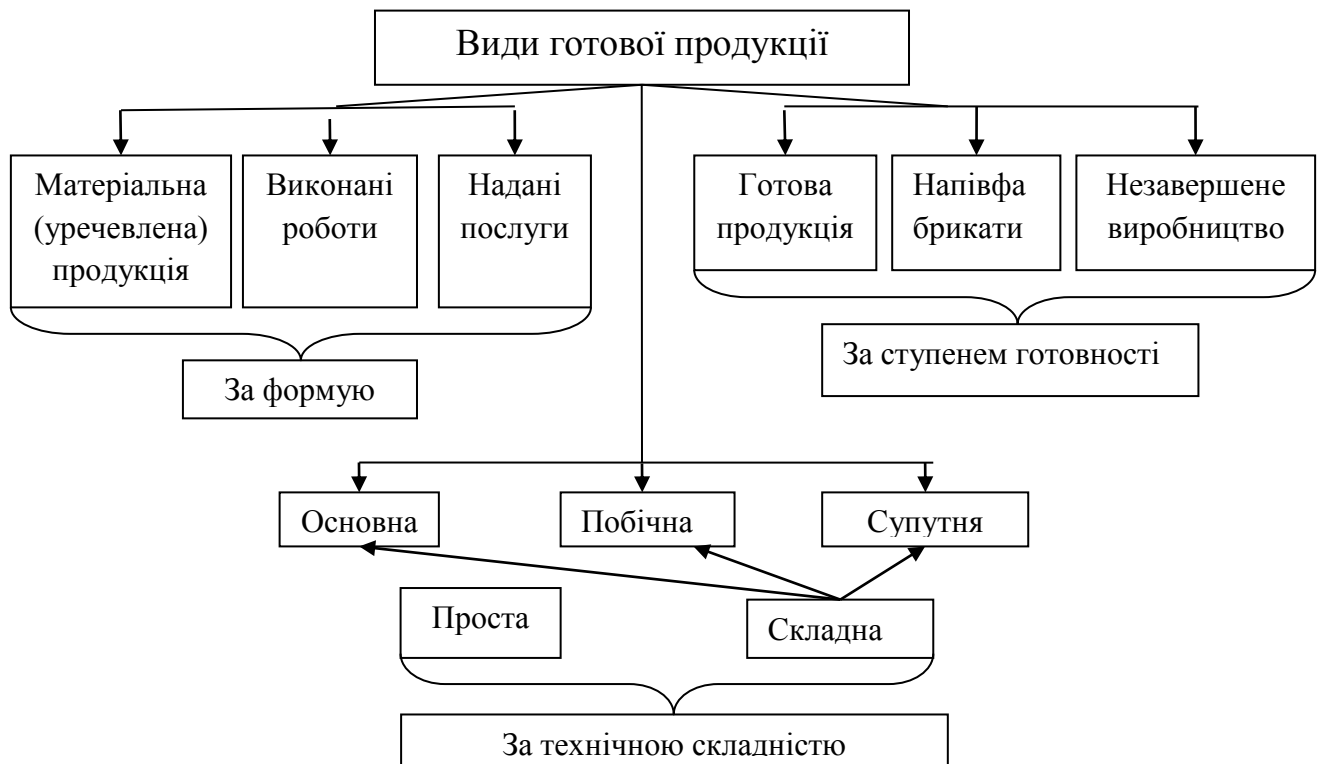 Види готової продукції
Матеріальна
(уречевлена)
продукція
Виконані
роботи
Надані
послуги
Готова
продукція
Напівфа
брикати
Незавершене
виробництво
За формую
За ступенем готовності
Основна
Побічна
Супутня
Проста
Складна
За технічною складністю